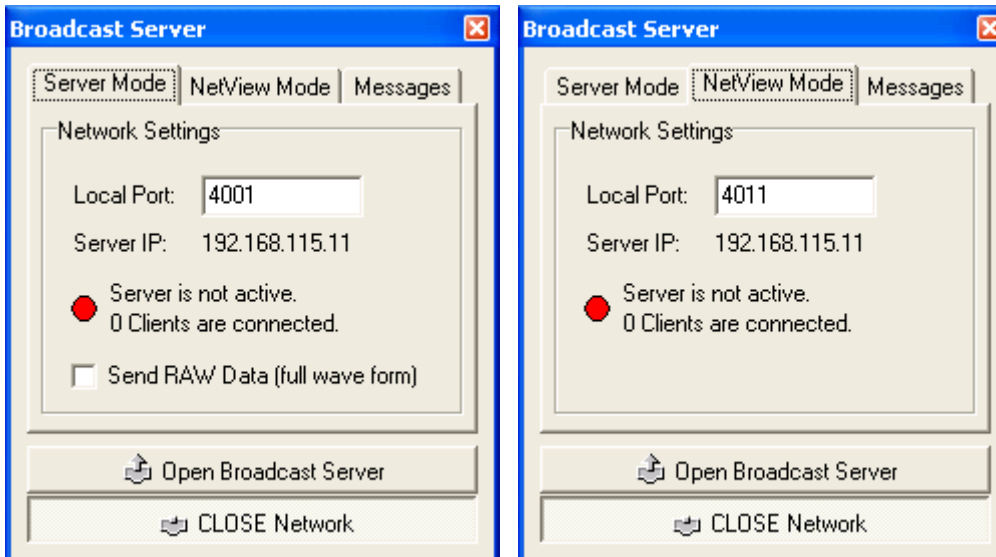 Broadcast Server
Server Mode NetView Mode Messages
Network Settings
Local Port: 4001
Server IP: 192.168.115.11
Server is not active.
0 Clients are connected.
Send RAW Data (full wave form)
Open Broadcast Server
CLOSE Network
Broadcast Server
Server Mode NetView Mode Messages
Network Settings
Local Port: 4011
Server IP: 192.168.115.11
Server is not active.
0 Clients are connected.
Open Broadcast Server
CLOSE Network